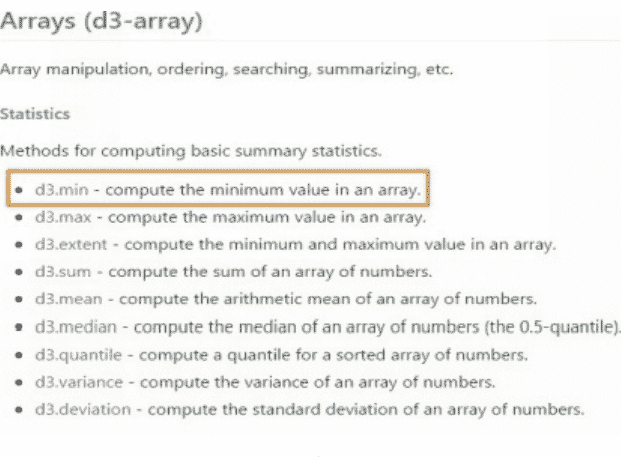 Arrays (d3-array)
Array manipulation, ordering, searching, summarizing, etc.
Statistics
Methods for computing basic summary statistics.
• d3.min - compute the minimum value in an array.
• d3.max - compute the maximum value in an array.
• d3.extent - compute the minimum and maximum value in an array.
• d3.sum - compute the sum of an array of numbers.
• d3.mean - compute the arithmetic mean of an array of numbers.
• d3.median - compute the median of an array of numbers (the 0.5-quantile).
• d3.quantile - compute a quantile for a sorted array of numbers.
• d3.variance - compute the variance of an array of numbers.
• d3.deviation - compute the standard deviation of an array of numbers.